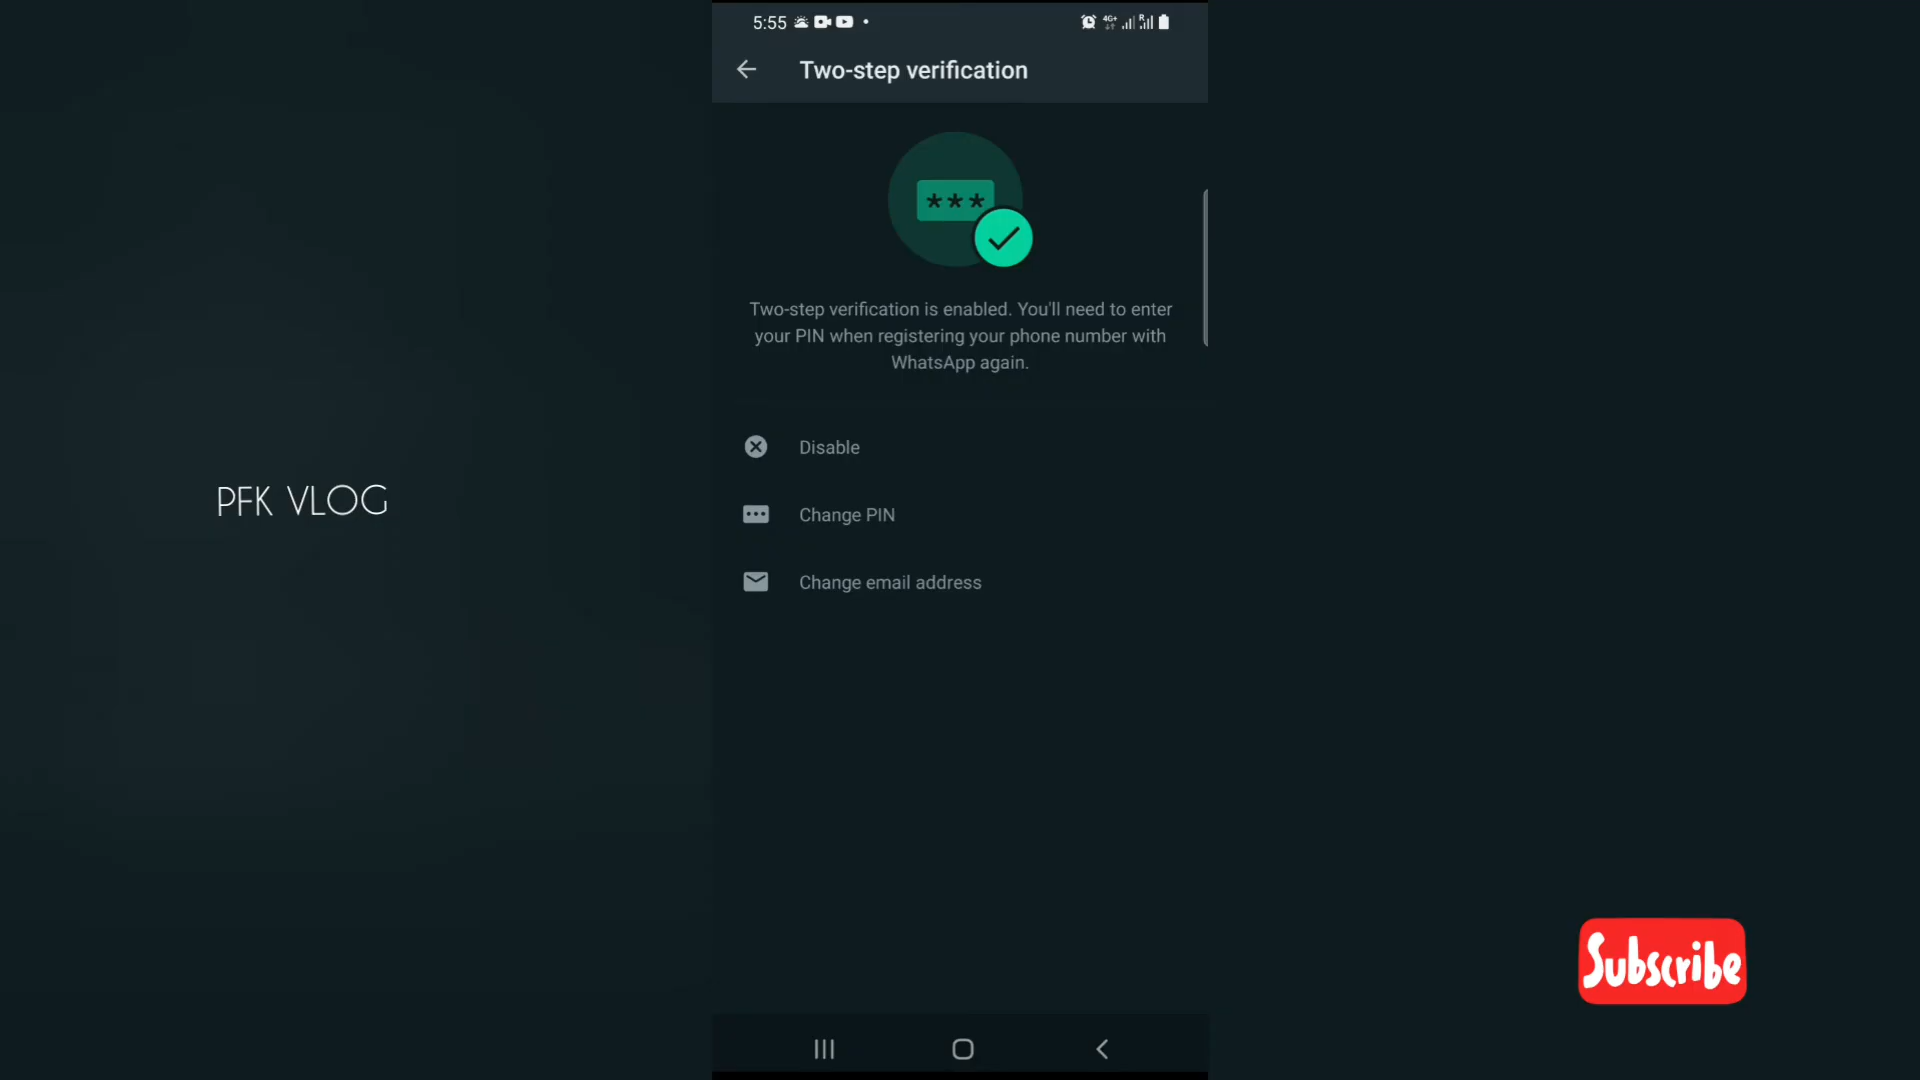 5:55
4G+
R
Two-step verification
***
Two-step verification is enabled. You'll need to enter
your PIN when registering your phone number with
WhatsApp again.
Disable
PFK VLOG
Change PIN
Change email address
Subscribe